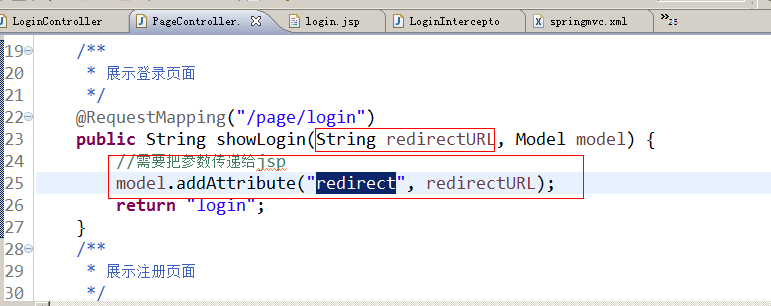 LoginController
PageController.
login.jsp
LoginIntercepto
springmvc.xml
»25
19 /**
20 * 展示登录页面
21 */
22 @RequestMapping("/page/login")
23 public String showLogin(String redirectURL, Model model) {
24 //需要把参数传递给jsp
25 model.addAttribute("redirect", redirectURL);
26 return "login";
27 }
28 /**
29 * 展示注册页面
30 */